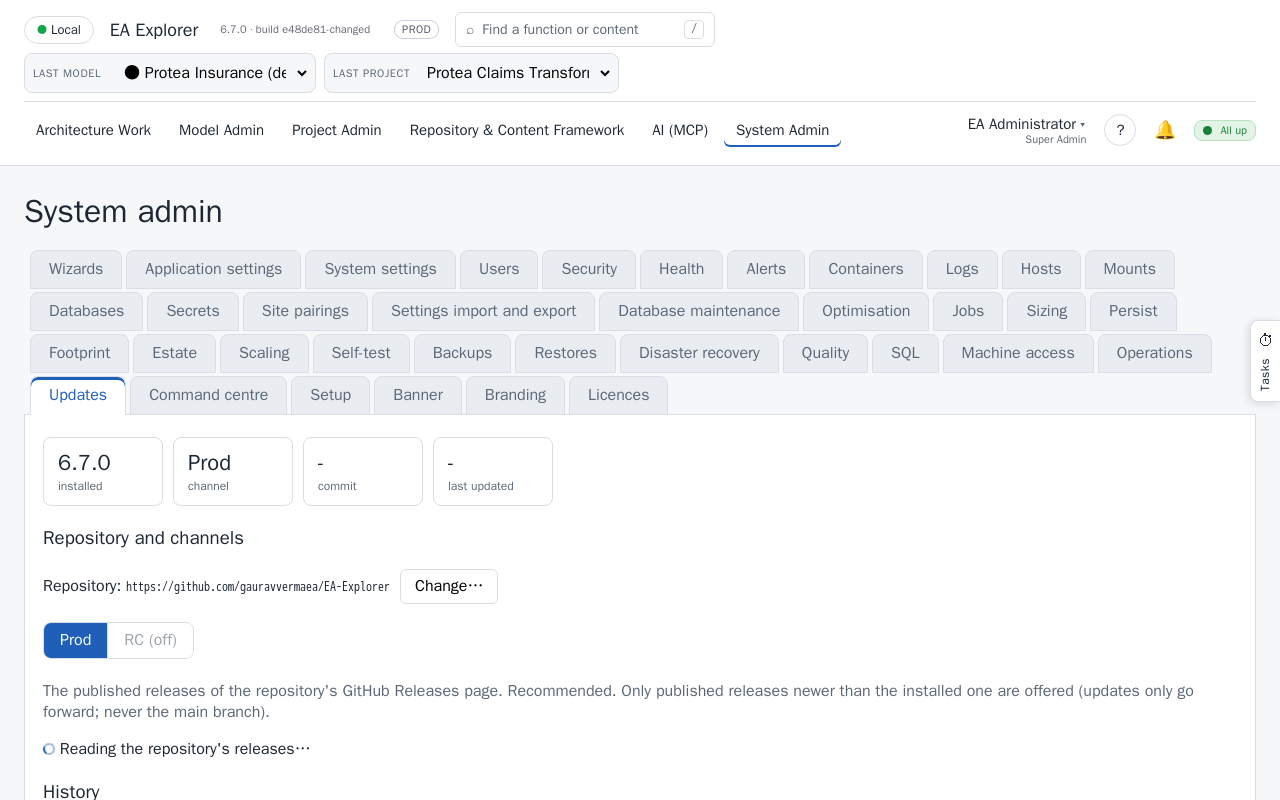 Local EA Explorer 6.7.0 · build e48de81-changed PROD Find a function or content /
LAST MODEL Protea Insurance (de LAST PROJECT Protea Claims Transfor
Architecture Work Model Admin Project Admin Repository & Content Framework AI (MCP) System Admin EA Administrator ▾ ? All up
Super Admin
System admin
Wizards Application settings System settings Users Security Health Alerts Containers Logs Hosts Mounts
Databases Secrets Site pairings Settings import and export Database maintenance Optimisation Jobs Sizing Persist
Footprint Estate Scaling Self-test Backups Restores Disaster recovery Quality SQL Machine access Operations
Updates Command centre Setup Banner Branding Licences
Tasks
6.7.0 Prod - -
installed channel commit last updated
Repository and channels
Repository: https://github.com/gauravvermaea/EA-Explorer Change…
Prod RC (off)
The published releases of the repository's GitHub Releases page. Recommended. Only published releases newer than the installed one are offered (updates only go
forward; never the main branch).
Reading the repository's releases…
History